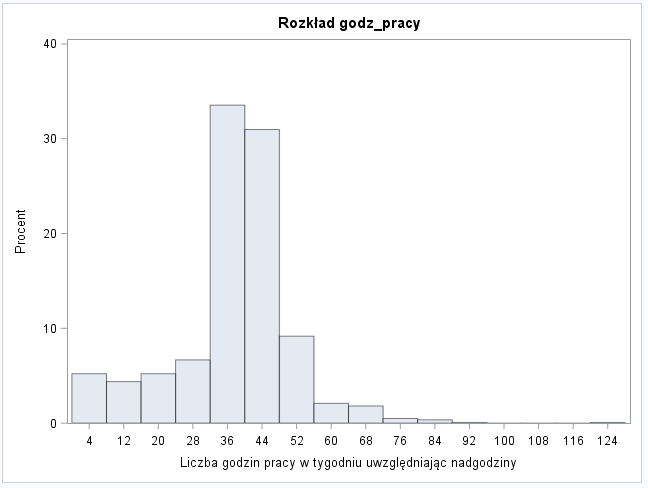 Rozkład godz_pracy
40
30
20
10
0
Procent
4 12 20 28 36 44 52 60 68 76 84 92 100 108 116 124
Liczba godzin pracy w tygodniu uwzględniając nadgodziny